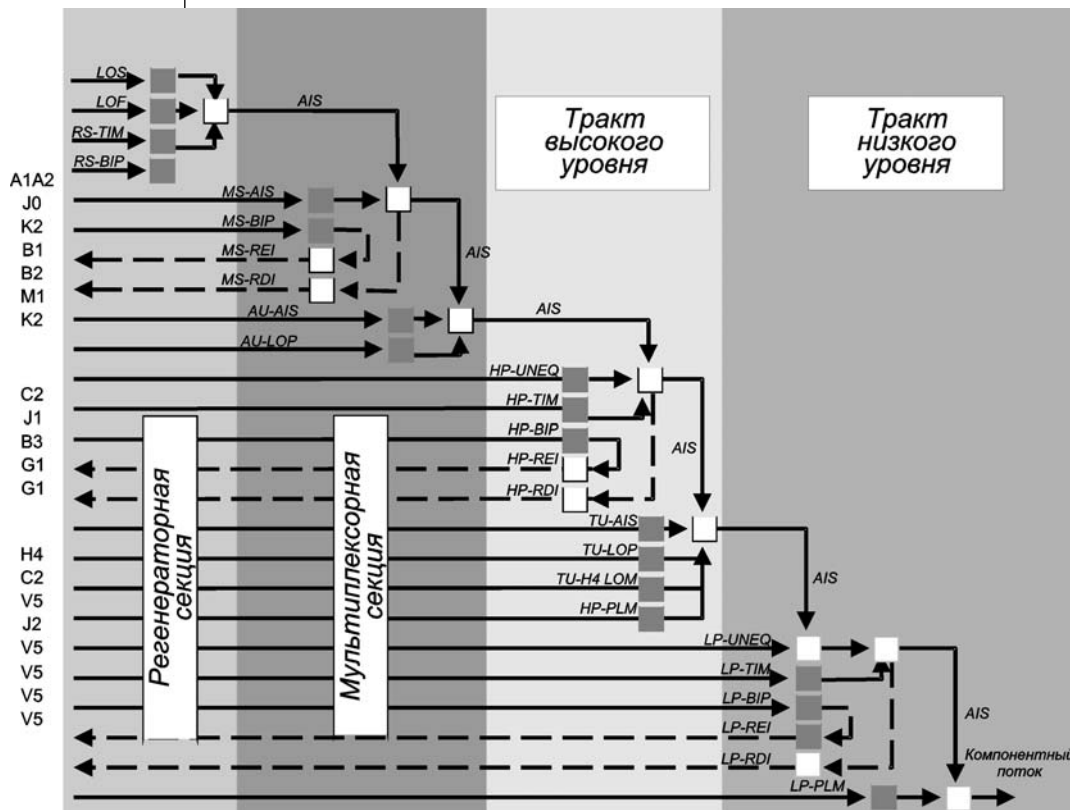 LOS
LOF
AIS
RS-TIM
RS-BIP
Тракт
высокого
уровня
Тракт
низкого
уровня
A1A2
J0
K2
B1
B2
M1
K2
MS-AIS
MS-BIP
MS-REI
MS-RDI
AIS
AU-AIS
AU-LOP
AIS
C2
J1
B3
G1
G1
HP-UNEQ
HP-TIM
HP-BIP
HP-REI
HP-RDI
AIS
Регенераторная
секция
Мультиплексорная
секция
H4
C2
V5
J2
V5
V5
V5
V5
TU-AIS
TU-LOP
TU-H4 LOM
HP-PLM
AIS
LP-UNEQ
LP-TIM
LP-BIP
LP-REI
LP-RDI
LP-PLM
AIS
Компонентный
поток